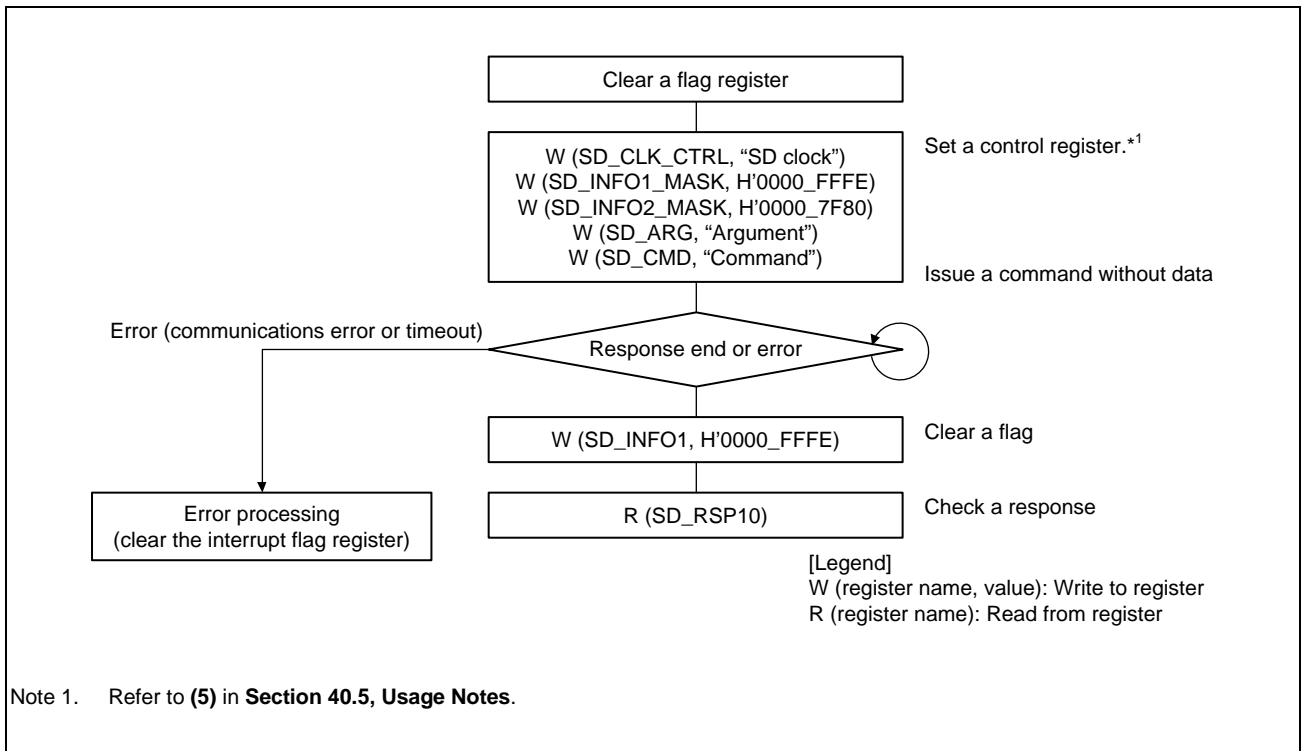 Clear a flag register
W (SD_CLK_CTRL, “SD clock”)
W (SD_INFO1_MASK, H'0000_FFFE)
W (SD_INFO2_MASK, H'0000_7F80)
W (SD_ARG, “Argument”)
W (SD_CMD, “Command”)
Set a control register.*1
Issue a command without data
Error (communications error or timeout)
Response end or error
W (SD_INFO1, H'0000_FFFE)
Clear a flag
Error processing
(clear the interrupt flag register)
R (SD_RSP10)
Check a response
[Legend]
W (register name, value): Write to register
R (register name): Read from register
Note 1. Refer to (5) in Section 40.5, Usage Notes.